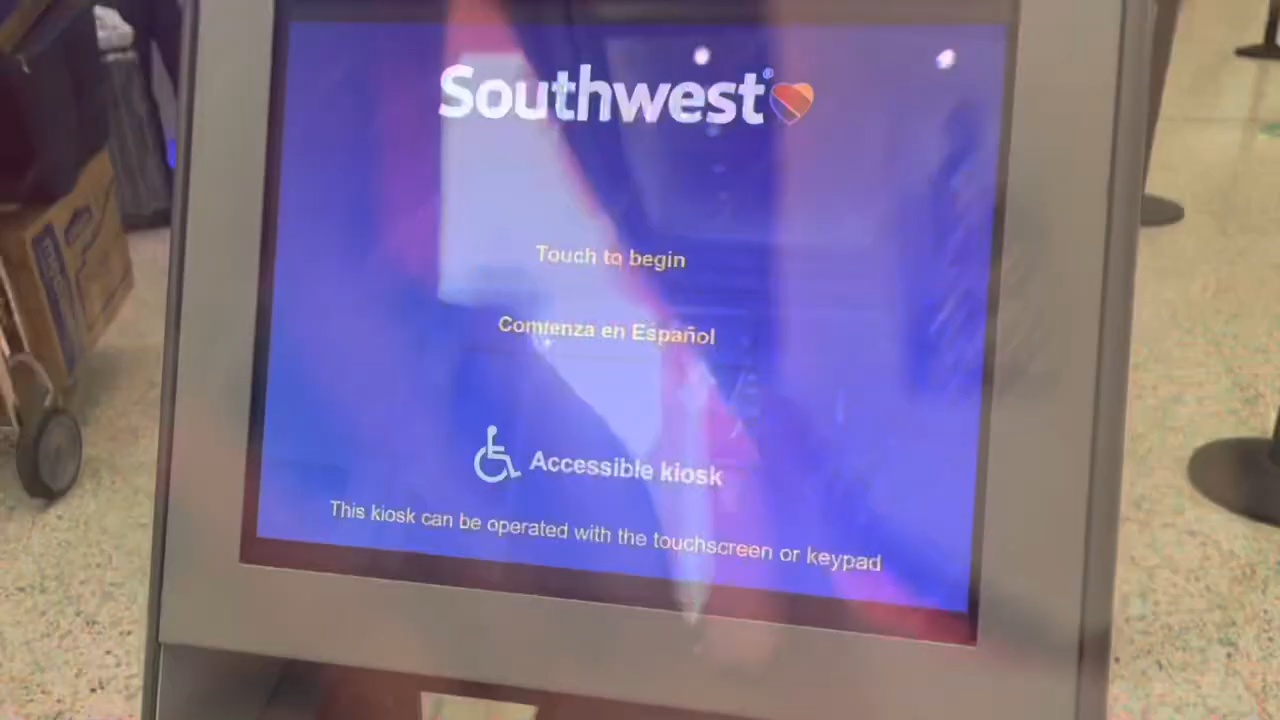 Southwest®
Touch to begin
Comienza en Español
Accessible kiosk
This kiosk can be operated with the touchscreen or keypad